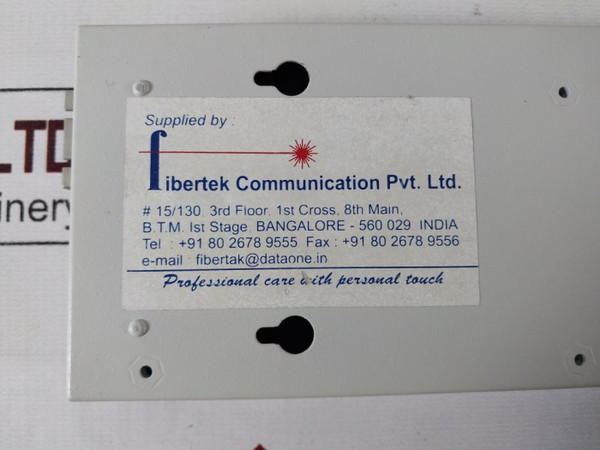 Supplied by :
fibertek Communication Pvt. Ltd.
# 15/130, 3rd Floor, 1st Cross, 8th Main,
B.T.M. Ist Stage, BANGALORE - 560 029. INDIA
Tel : +91 80 2678 9555 Fax : +91 80 2678 9556
e-mail : fibertak@dataone.in
Professional care with personal touch
LTD
inery